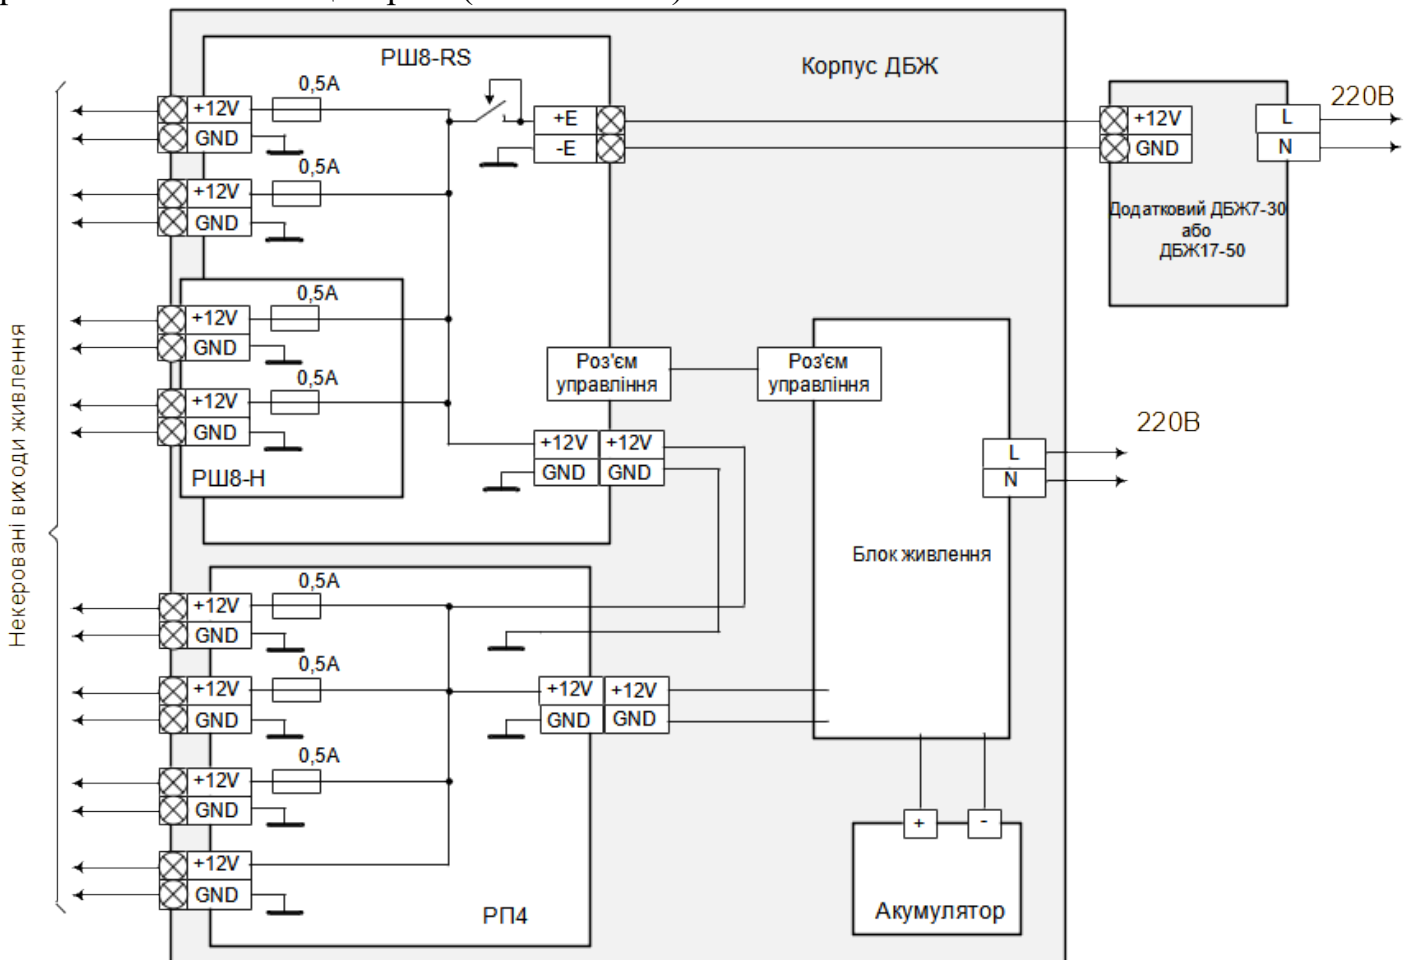 РШ8-RS
Корпус ДБЖ
0,5А
+12V
GND
0,5А
+12V
GND
+E
-E
+12V
GND
L
N
220В
Додатковий ДБЖ7-30
або
ДБЖ17-50
0,5А
+12V
GND
0,5А
+12V
GND
РШ8-Н
Роз'єм
управління
Роз'єм
управління
+12V
+12V
GND
GND
220В
L
N
Блок живлення
Некеровані виходи живлення
0,5А
+12V
GND
0,5А
+12V
GND
+12V
+12V
GND
GND
0,5А
+12V
GND
+12V
GND
РП4
+
-
Акумулятор